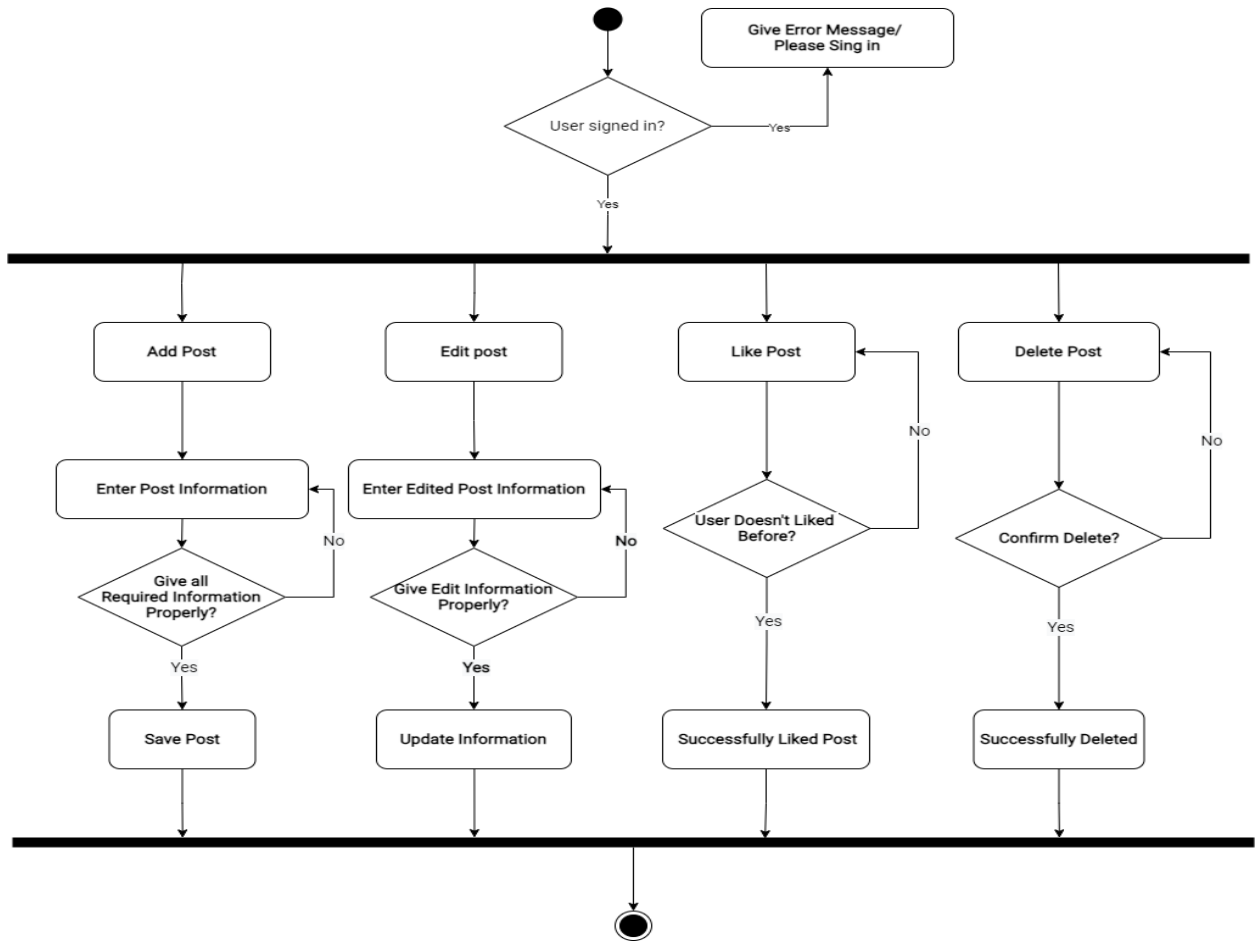 Give Error Message/
Please Sing in
User signed in?
Yes
Yes
Add Post
Edit post
Like Post
Delete Post
No
No
Enter Post Information
Enter Edited Post Information
User Doesn't Liked
Before?
Confirm Delete?
No
No
Give all
Required Information
Properly?
Give Edit Information
Properly?
Yes
Yes
Yes
Yes
Save Post
Update Information
Successfully Liked Post
Successfully Deleted